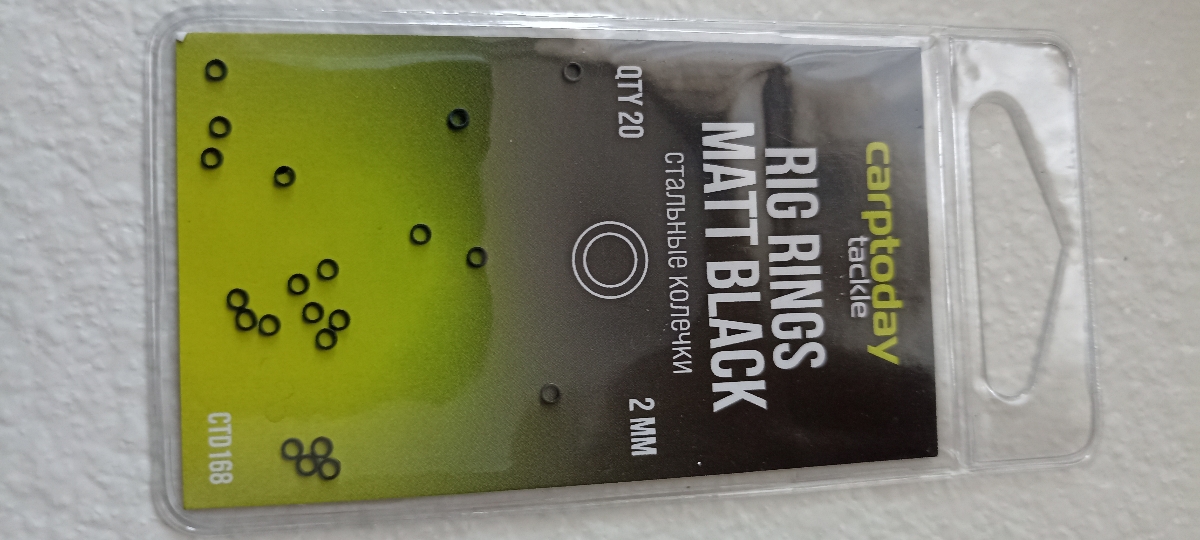 carptoday
tackle
RIG RINGS
MATT BLACK
стальные колечки
QTY 20
2 MM
CTD168